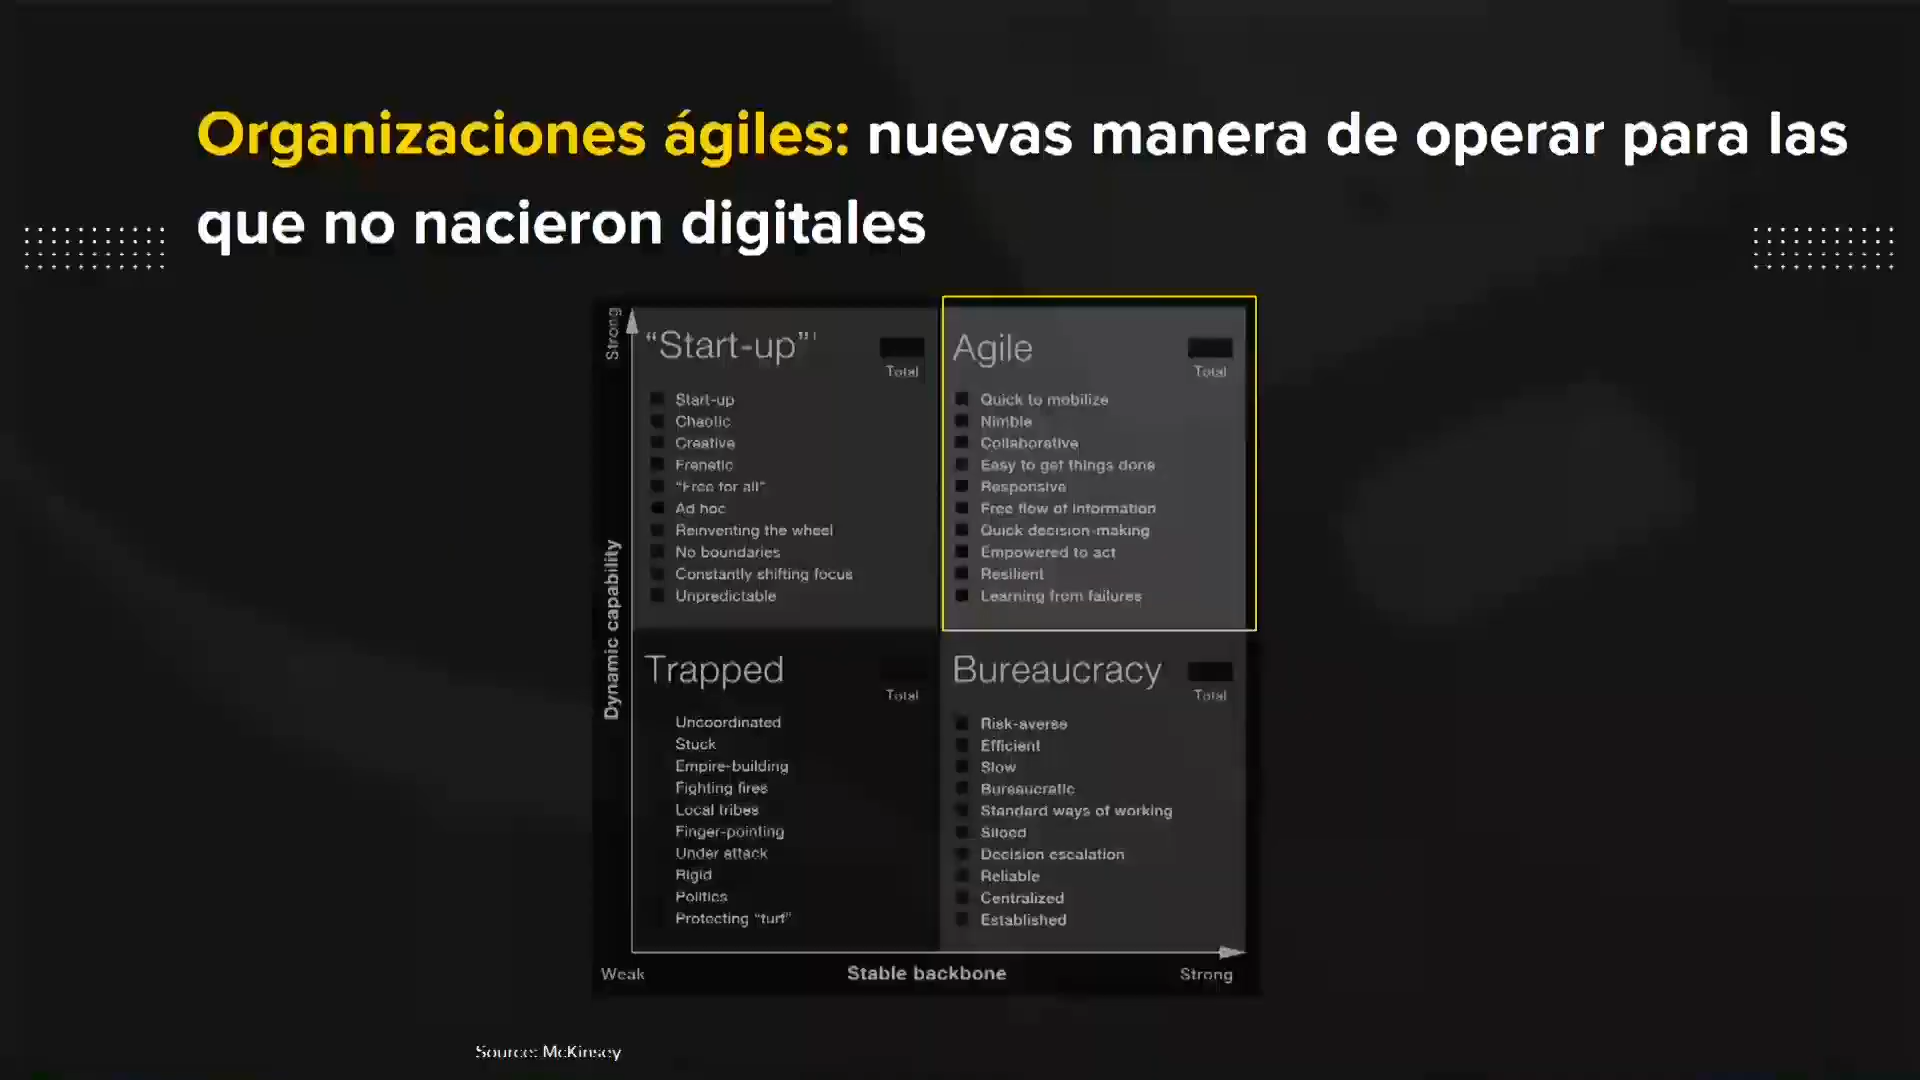 Organizaciones ágiles: nuevas manera de operar para las
que no nacieron digitales
Strong
Dynamic capability
“Start-up”¹
Total
Start-up
Chaotic
Creative
Frenetic
“Free for all”
Ad hoc
Reinventing the wheel
No boundaries
Constantly shifting focus
Unpredictable
Agile
Total
Quick to mobilize
Nimble
Collaborative
Easy to get things done
Responsive
Free flow of information
Quick decision-making
Empowered to act
Resilient
Learning from failures
Trapped
Total
Uncoordinated
Stuck
Empire-building
Fighting fires
Local tribes
Finger-pointing
Under attack
Rigid
Politics
Protecting “turf”
Bureaucracy
Total
Risk-averse
Efficient
Slow
Bureaucratic
Standard ways of working
Siloed
Decision escalation
Reliable
Centralized
Established
Weak
Stable backbone
Strong
Source: McKinsey